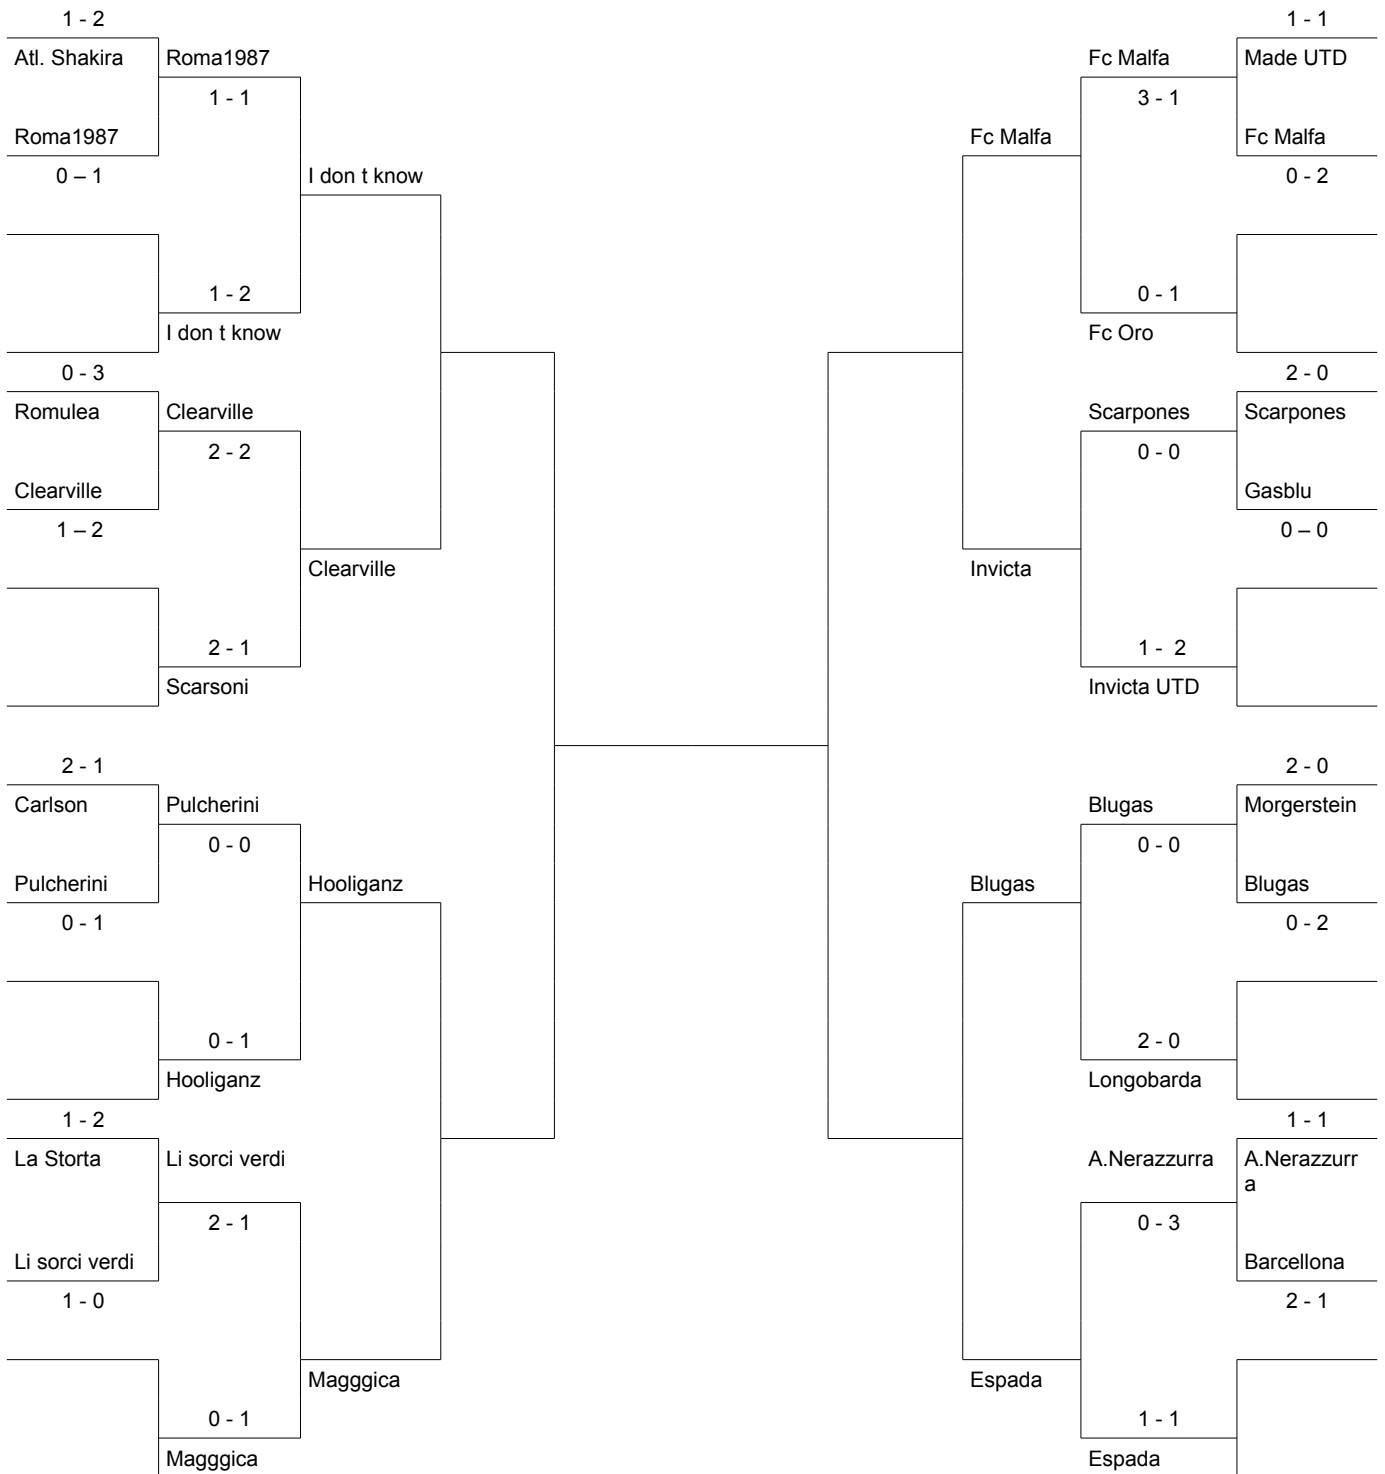 1 - 2
1 - 1
Atl. Shakira
Roma1987
Fc Malfa
Made UTD
1 - 1
3 - 1
Roma1987
Fc Malfa
Fc Malfa
0 – 1
I don t know
0 - 2
1 - 2
0 - 1
I don t know
Fc Oro
0 - 3
2 - 0
Romulea
Clearville
Scarpones
Scarpones
2 - 2
0 - 0
Clearville
Gasblu
1 – 2
0 – 0
Clearville
Invicta
2 - 1
1 - 2
Scarsoni
Invicta UTD
2 - 1
2 - 0
Carlson
Pulcherini
Blugas
Morgerstein
0 - 0
0 - 0
Pulcherini
Hooliganz
Blugas
Blugas
0 - 1
0 - 2
0 - 1
2 - 0
Hooliganz
Longobarda
1 - 2
1 - 1
La Storta
Li sorci verdi
A.Nerazzurra
A.Nerazzurr
a
2 - 1
0 - 3
Li sorci verdi
Barcellona
1 - 0
2 - 1
Magggica
Espada
0 - 1
1 - 1
Magggica
Espada